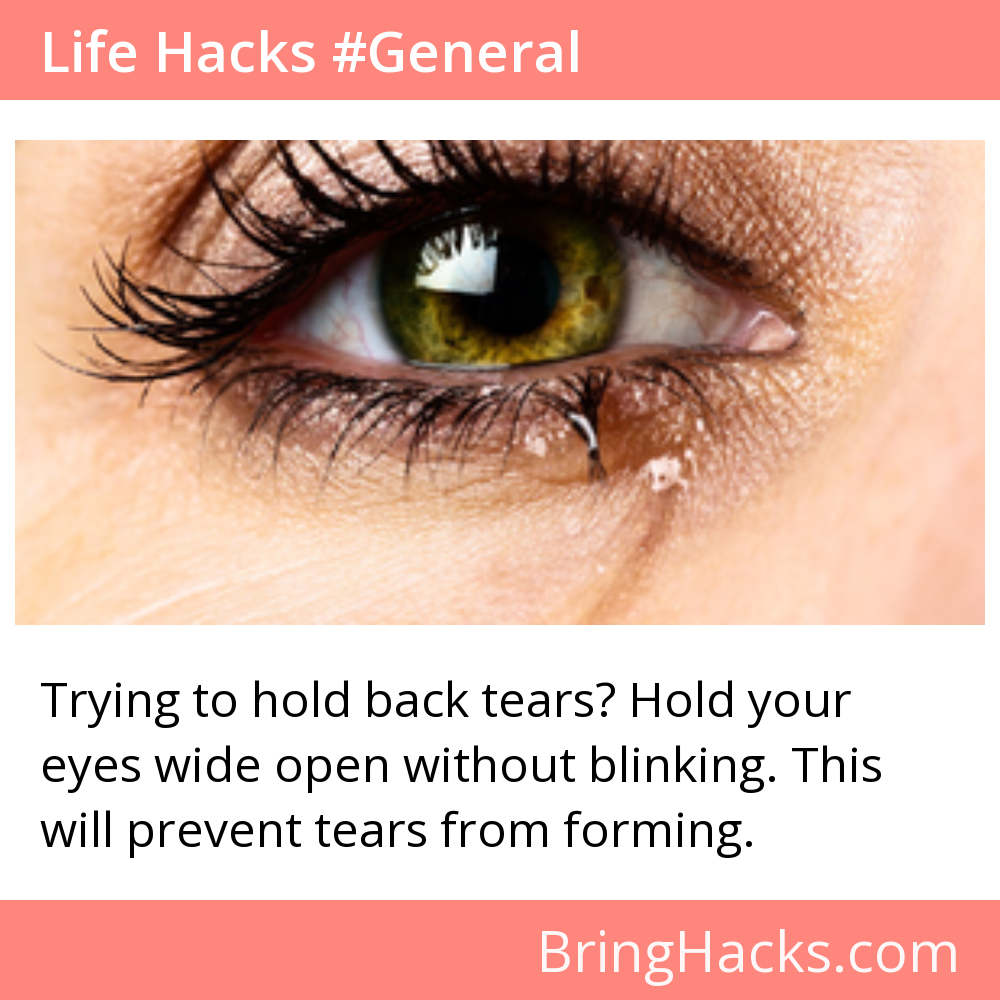 Life Hacks #General
Trying to hold back tears? Hold your
eyes wide open without blinking. This
will prevent tears from forming.
BringHacks.com